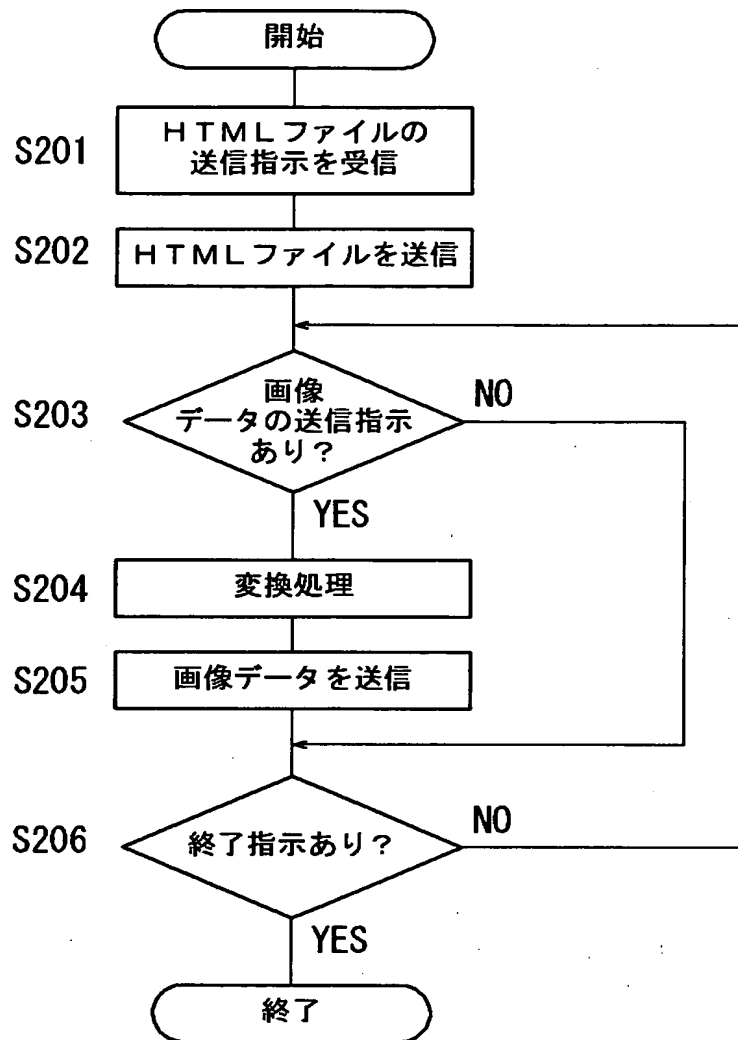 開始
S201
HTMLファイルの
送信指示を受信
S202
HTMLファイルを送信
S203
画像
データの送信指示
あり?
NO
YES
S204
変換処理
S205
画像データを送信
S206
終了指示あり?
NO
YES
終了